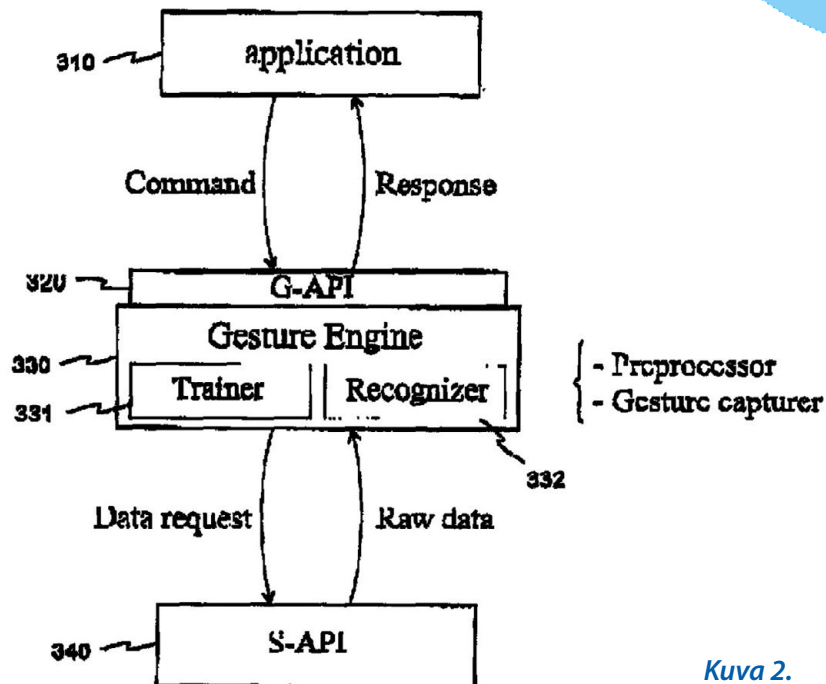 310
application
Command
Response
320
G-API
Gesture Engine
330
Trainer
Recognizer
- Preprocessor
- Gesture capturer
331
332
Data request
Raw data
340
S-API
Kuva 2.